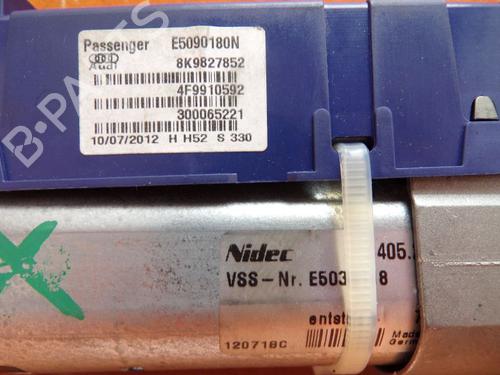 Passenger E5090180N
Audi 8K9827852
4F9910592
300065221
10/07/2012 H H52 S 330
B-PARTS
Nidec 405.
VSS-Nr. E503 8
entst
120718C Made
Germ